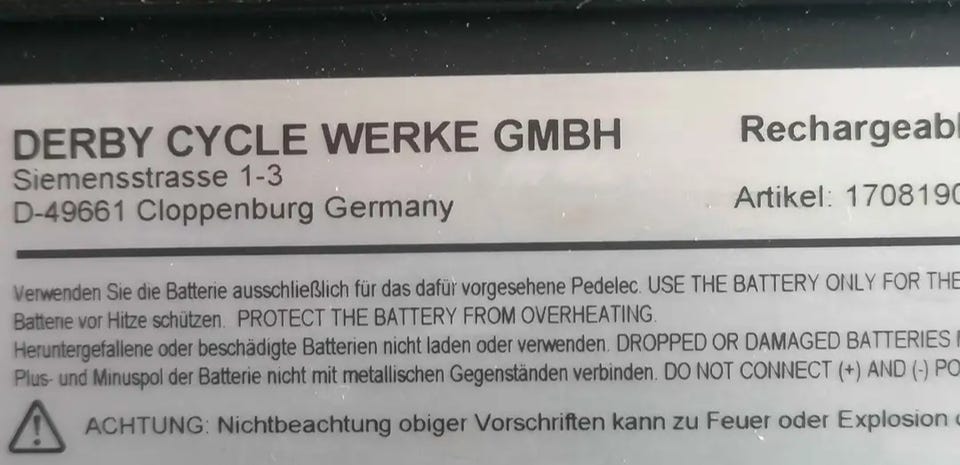 DERBY CYCLE WERKE GMBH
Siemensstrasse 1-3
D-49661 Cloppenburg Germany
Rechargeabl
Artikel: 1708190
Verwenden Sie die Batterie ausschließlich für das dafür vorgesehene Pedelec. USE THE BATTERY ONLY FOR THE
Batterie vor Hitze schützen. PROTECT THE BATTERY FROM OVERHEATING.
Heruntergefallene oder beschädigte Batterien nicht laden oder verwenden. DROPPED OR DAMAGED BATTERIES
Plus- und Minuspol der Batterie nicht mit metallischen Gegenständen verbinden. DO NOT CONNECT (+) AND (-) PO
ACHTUNG: Nichtbeachtung obiger Vorschriften kann zu Feuer oder Explosion